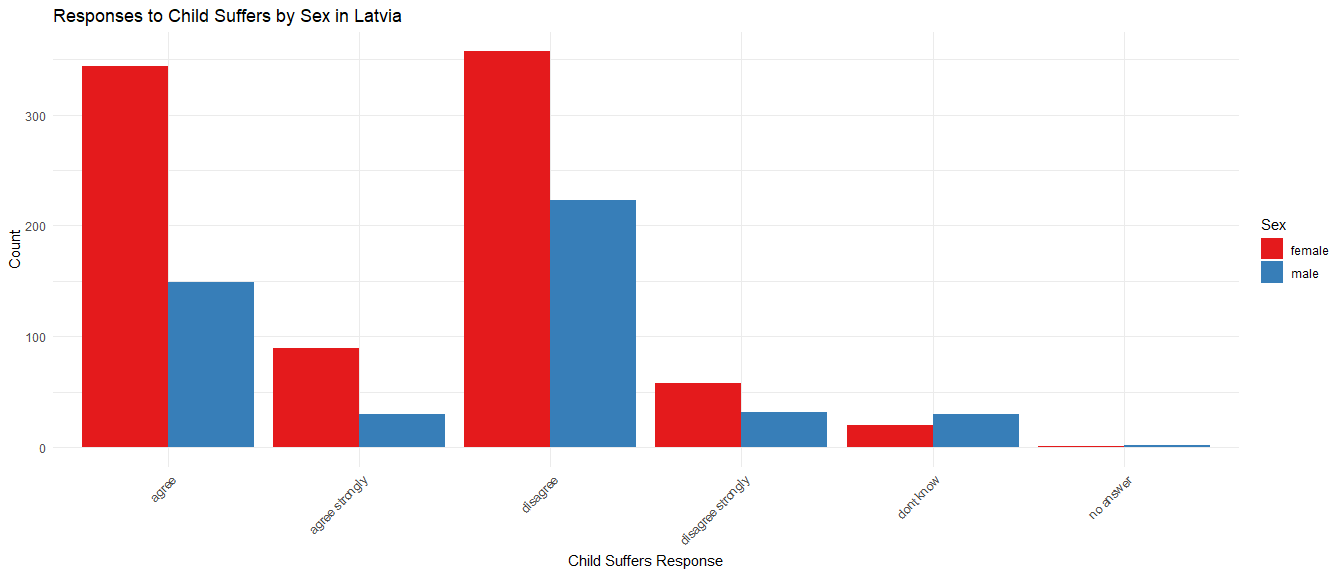 Responses to Child Suffers by Sex in Latvia
Count
300
200
100
0
agree
agree strongly
disagree
disagree strongly
dont know
no answer
Child Suffers Response
Sex
female
male